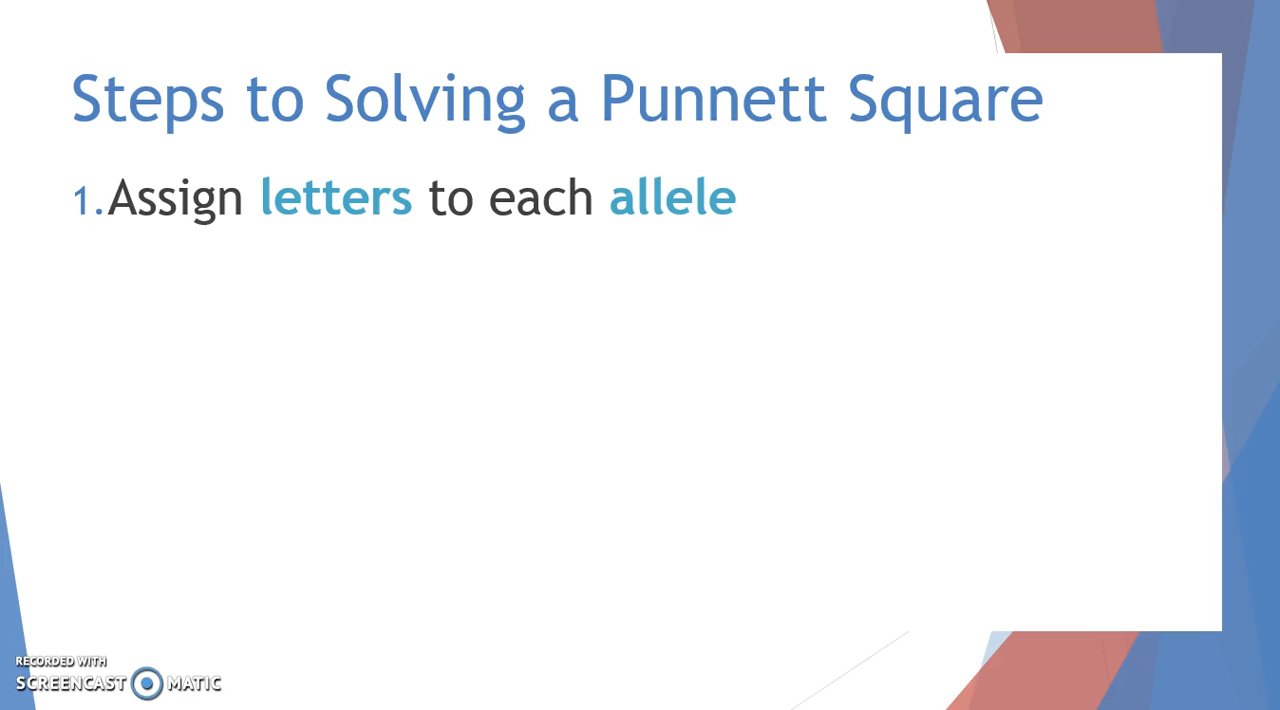 Steps to Solving a Punnett Square
1. Assign letters to each allele
RECORDED WITH
SCREENCAST MATIC